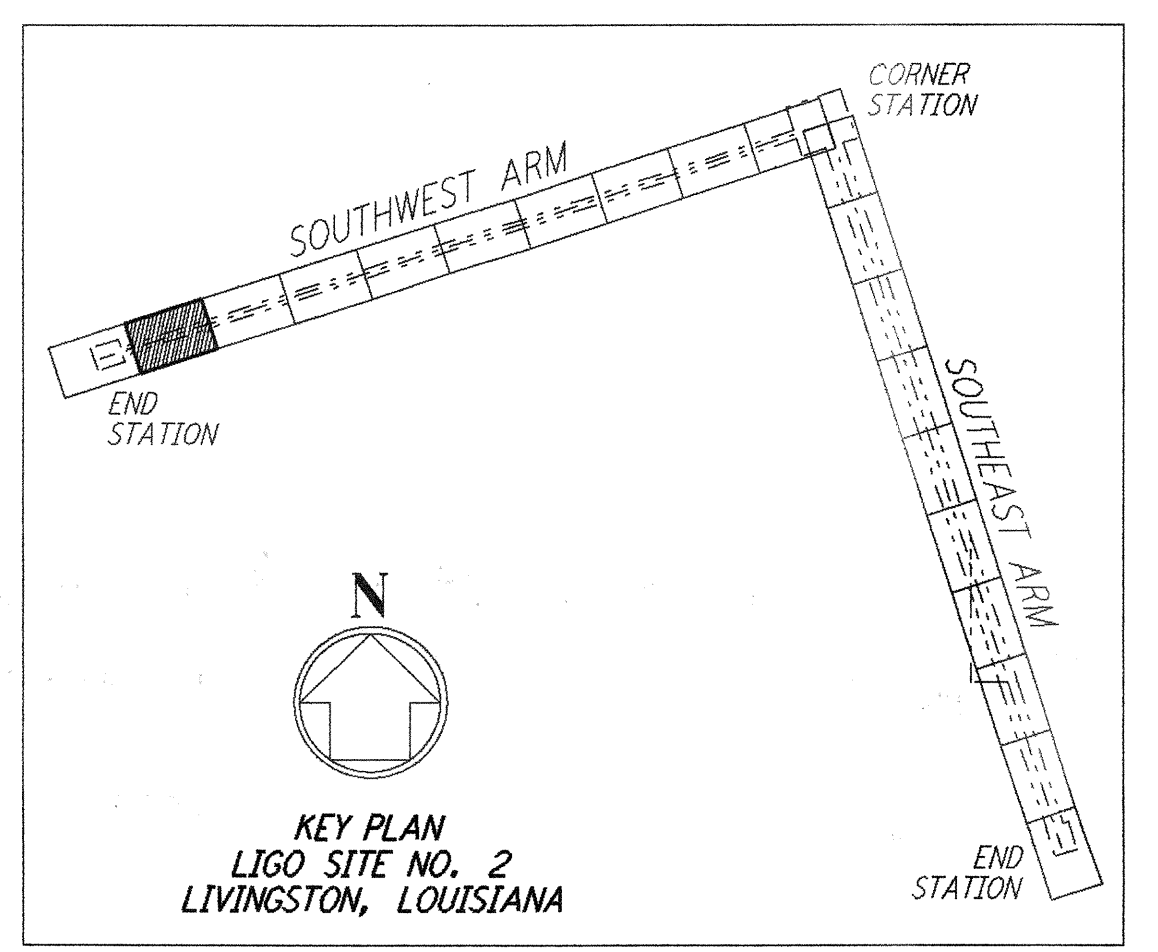 CORNER
STATION
SOUTHWEST ARM
END
STATION
SOUTHEAST ARM
N
KEY PLAN
LIGO SITE NO. 2
LIVINGSTON, LOUISIANA
END
STATION